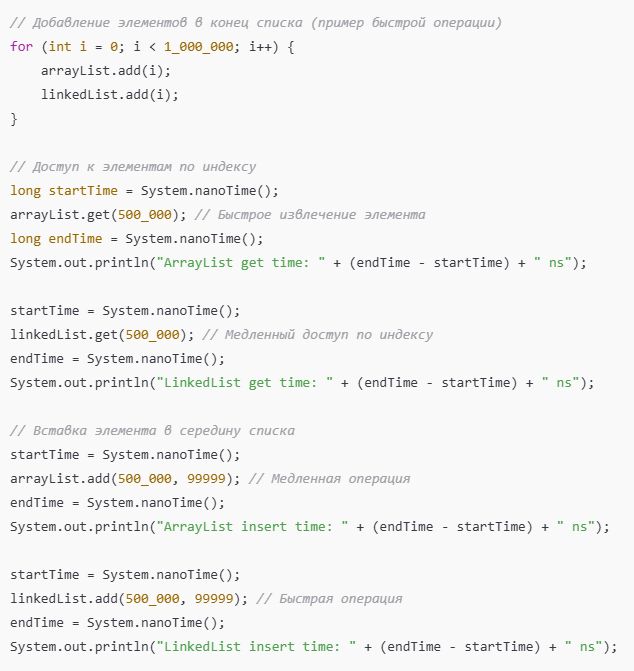 // Добавление элементов в конец списка (пример быстрой операции)
for (int i = 0; i < 1_000_000; i++) {
    arrayList.add(i);
    linkedList.add(i);
}

// Доступ к элементам по индексу
long startTime = System.nanoTime();
arrayList.get(500_000); // Быстрое извлечение элемента
long endTime = System.nanoTime();
System.out.println("ArrayList get time: " + (endTime - startTime) + " ns");

startTime = System.nanoTime();
linkedList.get(500_000); // Медленный доступ по индексу
endTime = System.nanoTime();
System.out.println("LinkedList get time: " + (endTime - startTime) + " ns");

// Вставка элемента в середину списка
startTime = System.nanoTime();
arrayList.add(500_000, 99999); // Медленная операция
endTime = System.nanoTime();
System.out.println("ArrayList insert time: " + (endTime - startTime) + " ns");

startTime = System.nanoTime();
linkedList.add(500_000, 99999); // Быстрая операция
endTime = System.nanoTime();
System.out.println("LinkedList insert time: " + (endTime - startTime) + " ns");